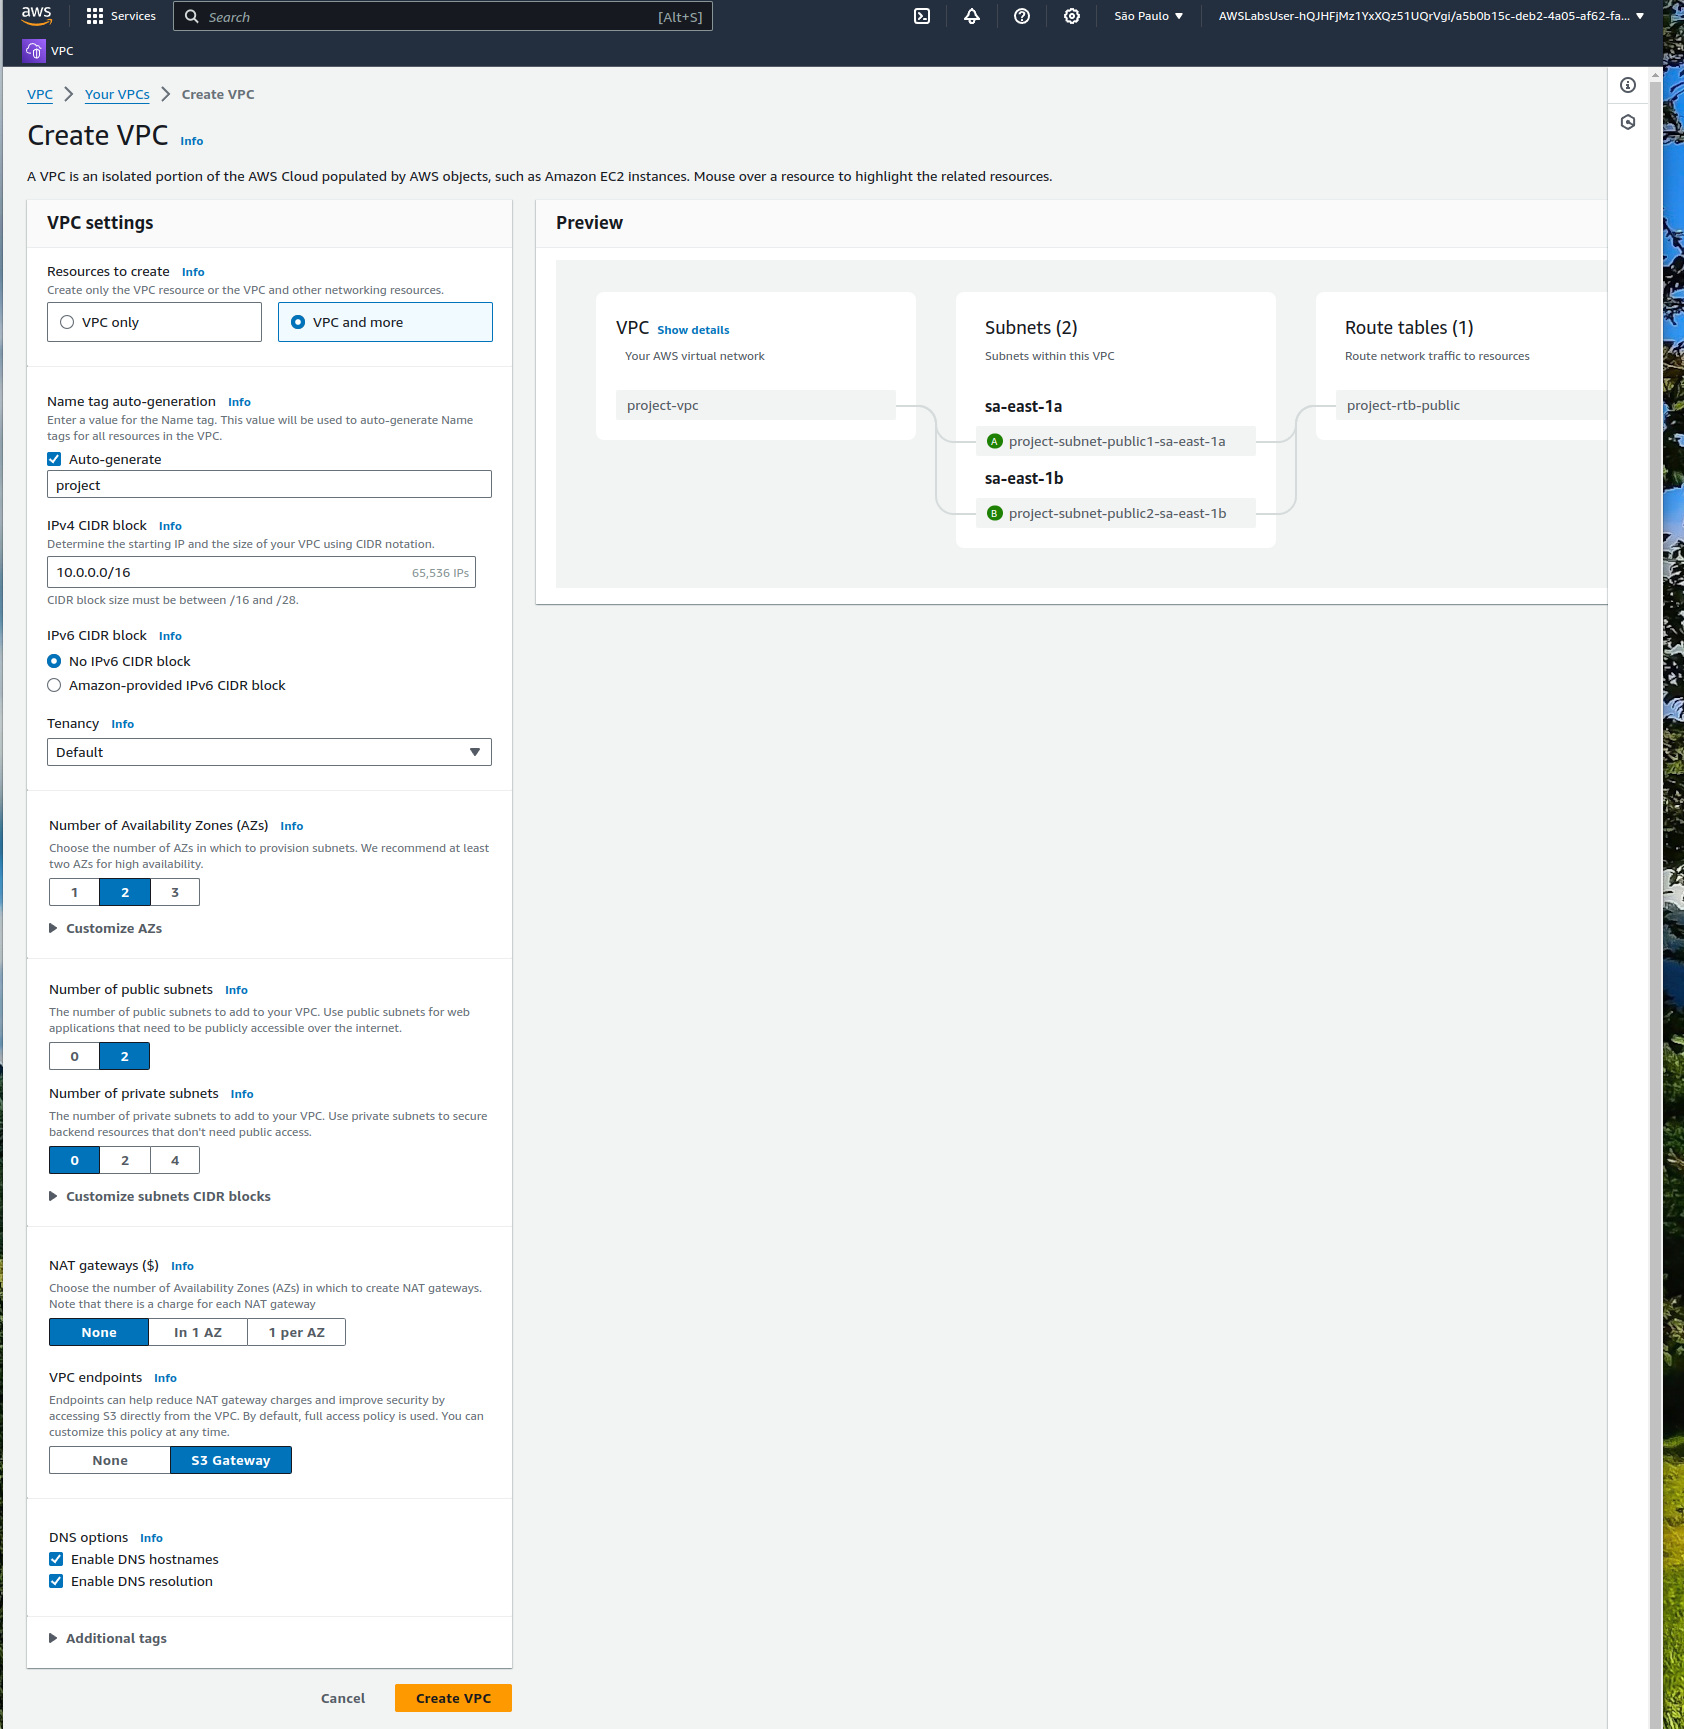 aws
Services
Search
[Alt+S]
São Paulo
AWSLabsUser-hQJHFjMz1YxXQz51UQrVgi/a5b0b15c-deb2-4a05-af62-fa...
VPC
VPC
Your VPCs
Create VPC
Create VPC Info
A VPC is an isolated portion of the AWS Cloud populated by AWS objects, such as Amazon EC2 instances. Mouse over a resource to highlight the related resources.
VPC settings
Resources to create Info
Create only the VPC resource or the VPC and other networking resources.
VPC only
VPC and more
Name tag auto-generation Info
Enter a value for the Name tag. This value will be used to auto-generate Name
tags for all resources in the VPC.
Auto-generate
project
IPv4 CIDR block Info
Determine the starting IP and the size of your VPC using CIDR notation.
10.0.0.0/16
65,536 IPs
CIDR block size must be between /16 and /28.
IPv6 CIDR block Info
No IPv6 CIDR block
Amazon-provided IPv6 CIDR block
Tenancy Info
Default
Number of Availability Zones (AZs) Info
Choose the number of AZs in which to provision subnets. We recommend at least
two AZs for high availability.
1 2 3
Customize AZs
Number of public subnets Info
The number of public subnets to add to your VPC. Use public subnets for web
applications that need to be publicly accessible over the internet.
0 2
Number of private subnets Info
The number of private subnets to add to your VPC. Use private subnets to secure
backend resources that don't need public access.
0 2 4
Customize subnets CIDR blocks
NAT gateways ($) Info
Choose the number of Availability Zones (AZs) in which to create NAT gateways.
Note that there is a charge for each NAT gateway
None In 1 AZ 1 per AZ
VPC endpoints Info
Endpoints can help reduce NAT gateway charges and improve security by
accessing S3 directly from the VPC. By default, full access policy is used. You can
customize this policy at any time.
None S3 Gateway
DNS options Info
Enable DNS hostnames
Enable DNS resolution
Additional tags
Cancel
Create VPC
Preview
VPC Show details
Your AWS virtual network
project-vpc
Subnets (2)
Subnets within this VPC
sa-east-1a
A project-subnet-public1-sa-east-1a
sa-east-1b
B project-subnet-public2-sa-east-1b
Route tables (1)
Route network traffic to resources
project-rtb-public